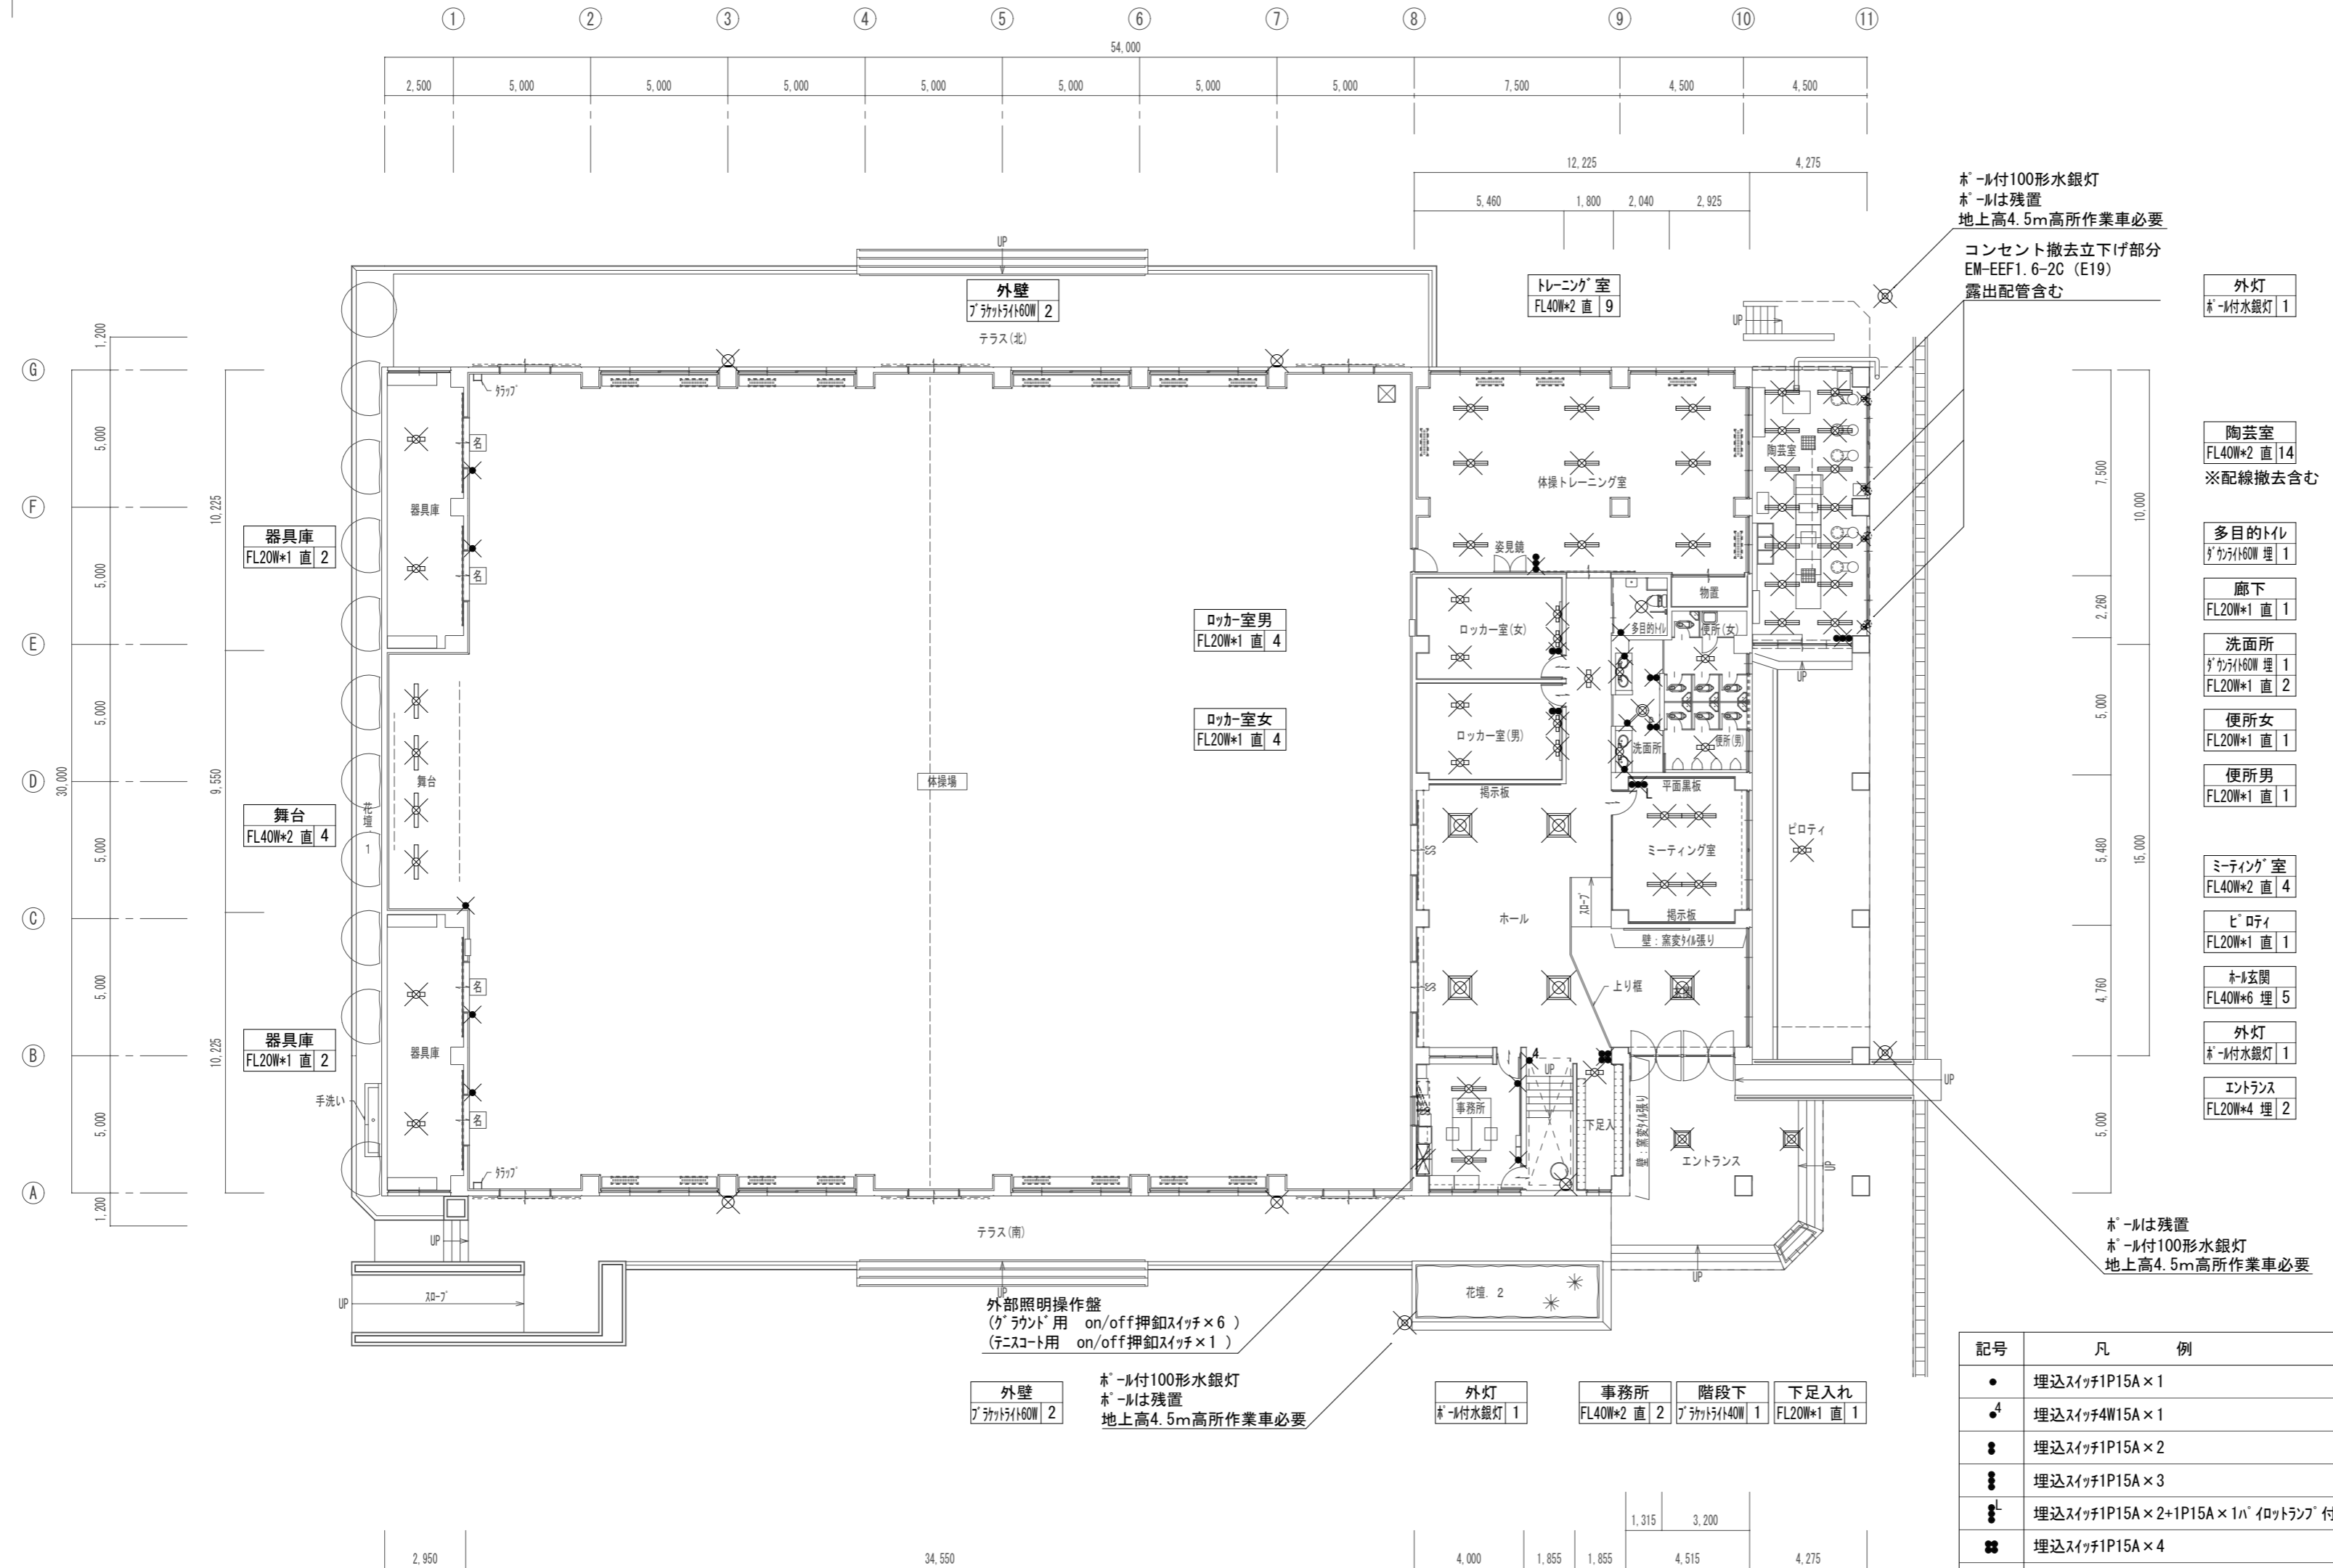 ① ② ③ ④ ⑤ ⑥ ⑦ ⑧ ⑨ ⑩ ⑪
54,000
2,500 5,000 5,000 5,000 5,000 5,000 5,000 5,000 7,500 4,500 4,500
12,225 4,275
5,460 1,800 2,040 2,925
ﾎﾟｰﾙ付100形水銀灯
ﾎﾟｰﾙは残置
地上高4.5ｍ高所作業車必要
コンセント撤去立下げ部分
EM-EEF1.6-2C（E19）
露出配管含む
UP
外壁
ﾌﾞﾗｹｯﾄﾗｲﾄ60W 2
テラス(北)
ﾄﾚｰﾆﾝｸﾞ室
FL40W*2 直 9
UP
外灯
ﾎﾟｰﾙ付水銀灯 1
Ⓖ
Ⓕ
Ⓔ
Ⓓ
Ⓒ
Ⓑ
Ⓐ
1,200
5,000
5,000
5,000
5,000
5,000
5,000
1,200
30,000
10,225
9,550
10,225
ﾀﾗｯﾌﾟ
名
器具庫
名
器具庫
FL20W*1 直 2
体操トレーニング室
姿見鏡
陶芸室
陶芸室
FL40W*2 直 14
※配線撤去含む
7,500
10,000
2,260
5,000
5,480
15,000
4,760
5,000
多目的ﾄｲﾚ
ﾀﾞｳﾝﾗｲﾄ60W 埋 1
廊下
FL20W*1 直 1
洗面所
ﾀﾞｳﾝﾗｲﾄ60W 埋 1
FL20W*1 直 2
便所女
FL20W*1 直 1
便所男
FL20W*1 直 1
ﾐｰﾃｨﾝｸﾞ室
FL40W*2 直 4
ﾋﾟﾛﾃｨ
FL20W*1 直 1
ﾎｰﾙ玄関
FL40W*6 埋 5
外灯
ﾎﾟｰﾙ付水銀灯 1
ｴﾝﾄﾗﾝｽ
FL20W*4 埋 2
物置
ﾛｯｶｰ室男
FL20W*1 直 4
ロッカー室(女)
多目的ﾄｲﾚ
便所(女)
UP
ﾛｯｶｰ室女
FL20W*1 直 4
ロッカー室(男)
洗面所
便所(男)
舞台
FL40W*2 直 4
花壇
1
舞台
体操場
掲示板
L
平面黒板
ミーティング室
ピロティ
掲示板
ｽﾛｰﾌﾟ
ホール
壁：窯変ﾀｲﾙ張り
上り框
玄関
名
器具庫
名
器具庫
FL20W*1 直 2
手洗い
ﾀﾗｯﾌﾟ
4
UP
事務所
下足入
壁：窯変ﾀｲﾙ張り
エントランス
UP
UP
UP
テラス(南)
UP
ｽﾛｰﾌﾟ
UP
UP
花壇. 2
UP
ﾎﾟｰﾙは残置
ﾎﾟｰﾙ付100形水銀灯
地上高4.5ｍ高所作業車必要
外部照明操作盤
（ｸﾞﾗｳﾝﾄﾞ用　on/off押釦ｽｲｯﾁ×6 ）
（ﾃﾆｽｺｰﾄ用　on/off押釦ｽｲｯﾁ×1 ）
外壁
ﾌﾞﾗｹｯﾄﾗｲﾄ60W 2
ﾎﾟｰﾙ付100形水銀灯
ﾎﾟｰﾙは残置
地上高4.5ｍ高所作業車必要
外灯
ﾎﾟｰﾙ付水銀灯 1
事務所
FL40W*2 直 2
階段下
ﾌﾞﾗｹｯﾄﾗｲﾄ40W 1
下足入れ
FL20W*1 直 1
記号 凡　例
● 埋込ｽｲｯﾁ1P15A×1
●4 埋込ｽｲｯﾁ4W15A×1
埋込ｽｲｯﾁ1P15A×2
埋込ｽｲｯﾁ1P15A×3
L 埋込ｽｲｯﾁ1P15A×2+1P15A×1ﾊﾟｲﾛｯﾄﾗﾝﾌﾟ付
埋込ｽｲｯﾁ1P15A×4
1,315 3,200
2,950 34,550 4,000 1,855 1,855 4,515 4,275